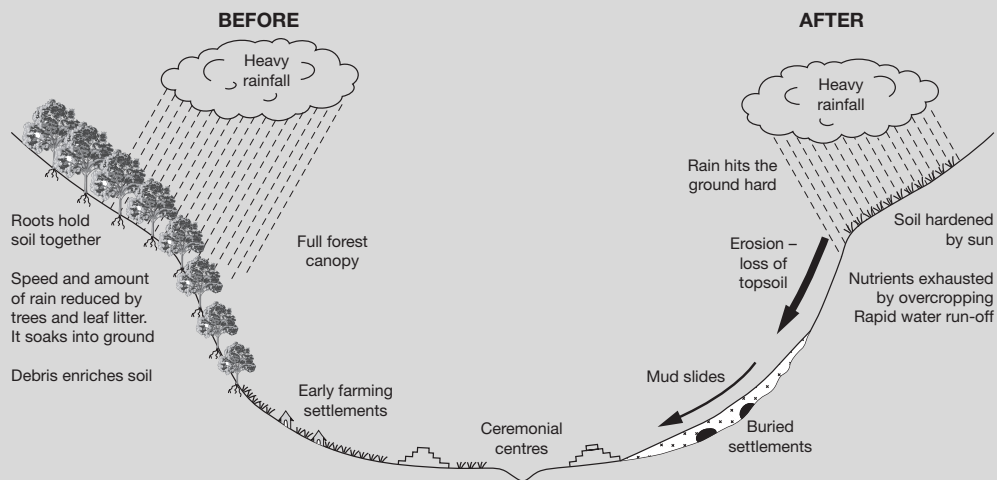 BEFORE
Heavy
rainfall
Roots hold
soil together
Speed and amount
of rain reduced by
trees and leaf litter.
It soaks into ground
Debris enriches soil
Full forest
canopy
Early farming
settlements
Ceremonial
centres
AFTER
Heavy
rainfall
Rain hits the
ground hard
Erosion –
loss of
topsoil
Soil hardened
by sun
Nutrients exhausted
by overcropping
Rapid water run-off
Mud slides
Buried
settlements